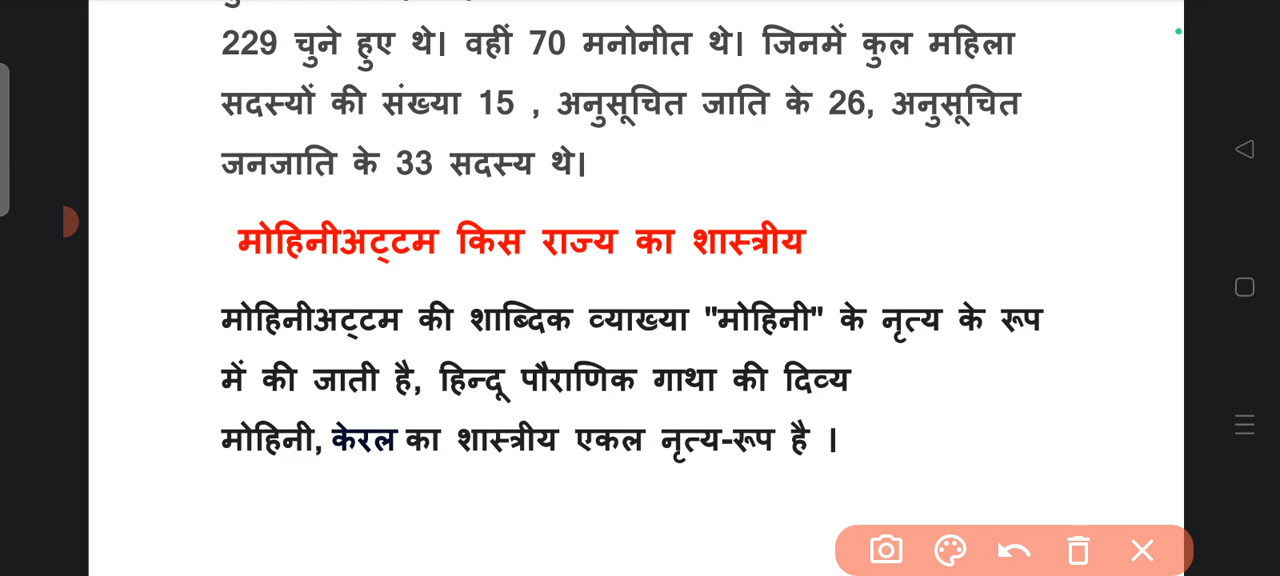 229 चुने हुए थे। वहीं 70 मनोनीत थे। जिनमें कुल महिला
सदस्यों की संख्या 15 , अनुसूचित जाति के 26, अनुसूचित
जनजाति के 33 सदस्य थे।
मोहिनीअट्टम किस राज्य का शास्त्रीय
मोहिनीअट्टम की शाब्दिक व्याख्या "मोहिनी" के नृत्य के रूप
में की जाती है, हिन्दू पौराणिक गाथा की दिव्य
मोहिनी, केरल का शास्त्रीय एकल नृत्य-रूप है ।